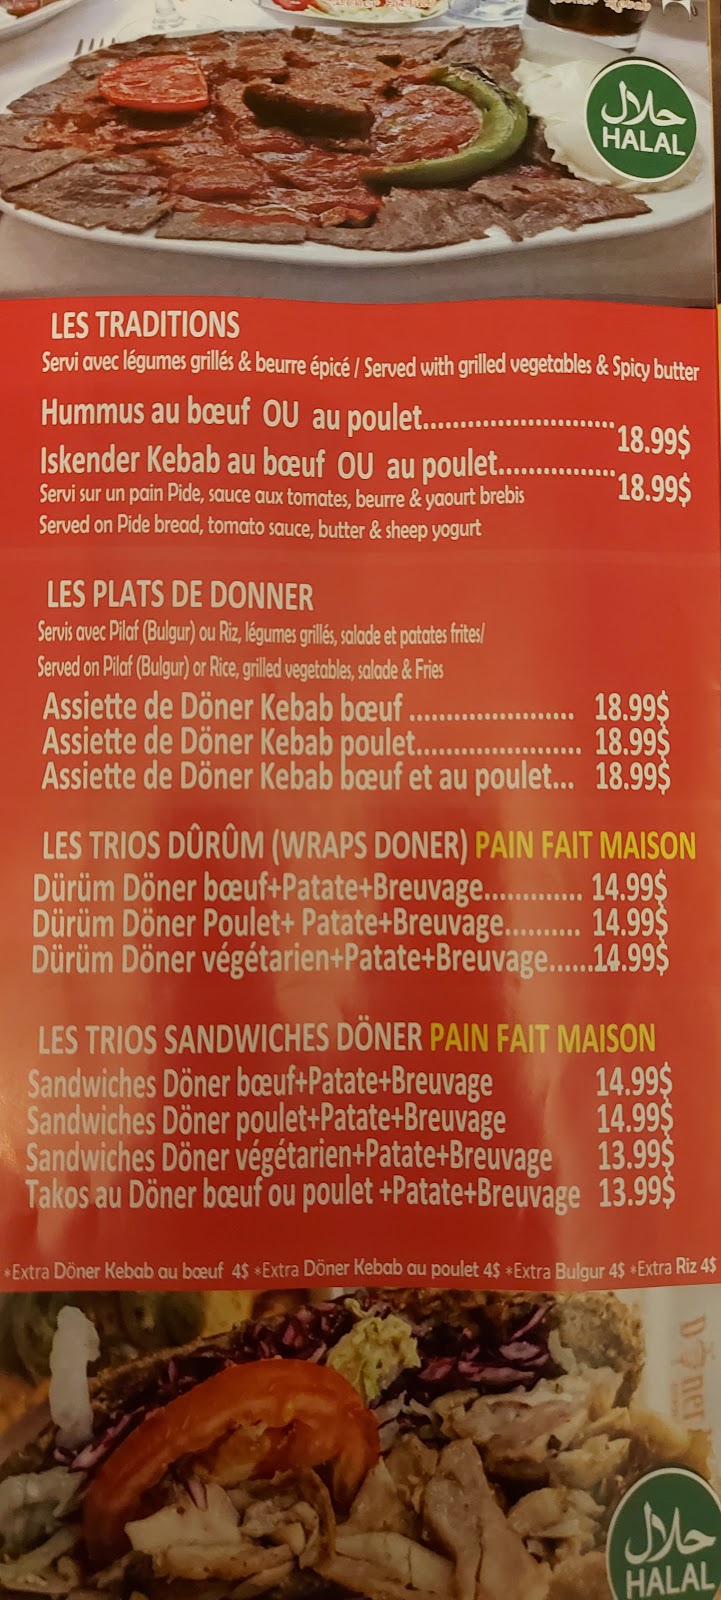 حلال
HALAL
LES TRADITIONS
Servi avec légumes grillés & beurre épicé / Served with grilled vegetables & Spicy butter
Hummus au bœuf OU au poulet........................ 18.99$
Iskender Kebab au bœuf OU au poulet............... 18.99$
Servi sur un pain Pide, sauce aux tomates, beurre & yaourt brebis
Served on Pide bread, tomato sauce, butter & sheep yogurt
LES PLATS DE DONNER
Servis avec Pilaf (Bulgur) ou Riz, légumes grillés, salade et patates frites/
Served on Pilaf (Bulgur) or Rice, grilled vegetables, salade & Fries
Assiette de Döner Kebab bœuf ...................... 18.99$
Assiette de Döner Kebab poulet...................... 18.99$
Assiette de Döner Kebab bœuf et au poulet... 18.99$
LES TRIOS DÛRÛM (WRAPS DONER) PAIN FAIT MAISON
Dürüm Döner bœuf+Patate+Breuvage............. 14.99$
Dürüm Döner Poulet+ Patate+Breuvage.......... 14.99$
Dürüm Döner végétarien+Patate+Breuvage......14.99$
LES TRIOS SANDWICHES DÖNER PAIN FAIT MAISON
Sandwiches Döner bœuf+Patate+Breuvage 14.99$
Sandwiches Döner poulet+Patate+Breuvage 14.99$
Sandwiches Döner végétarien+Patate+Breuvage 13.99$
Takos au Döner bœuf ou poulet +Patate+Breuvage 13.99$
*Extra Döner Kebab au bœuf 4$ *Extra Döner Kebab au poulet 4$ *Extra Bulgur 4$ *Extra Riz 4$
Döner
حلال
HALAL